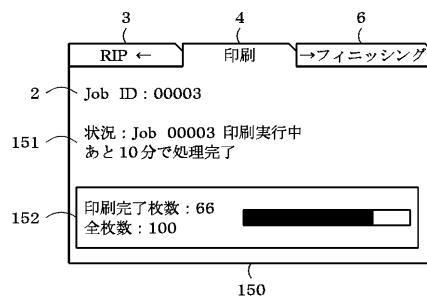 3 4 6
RIP ← 印刷 →フィニッシング
2 Job ID:00003
151 状況:Job 00003 印刷実行中
あと10分で処理完了
152 印刷完了枚数:66
全枚数:100
150